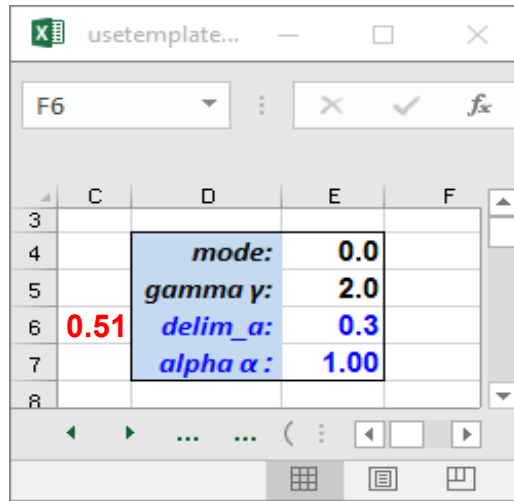 usetemplate...
F6 fx
C D E F
3
4 mode: 0.0
5 gamma γ: 2.0
6 0.51 delim_a: 0.3
7 alpha α : 1.00
8
... ... (